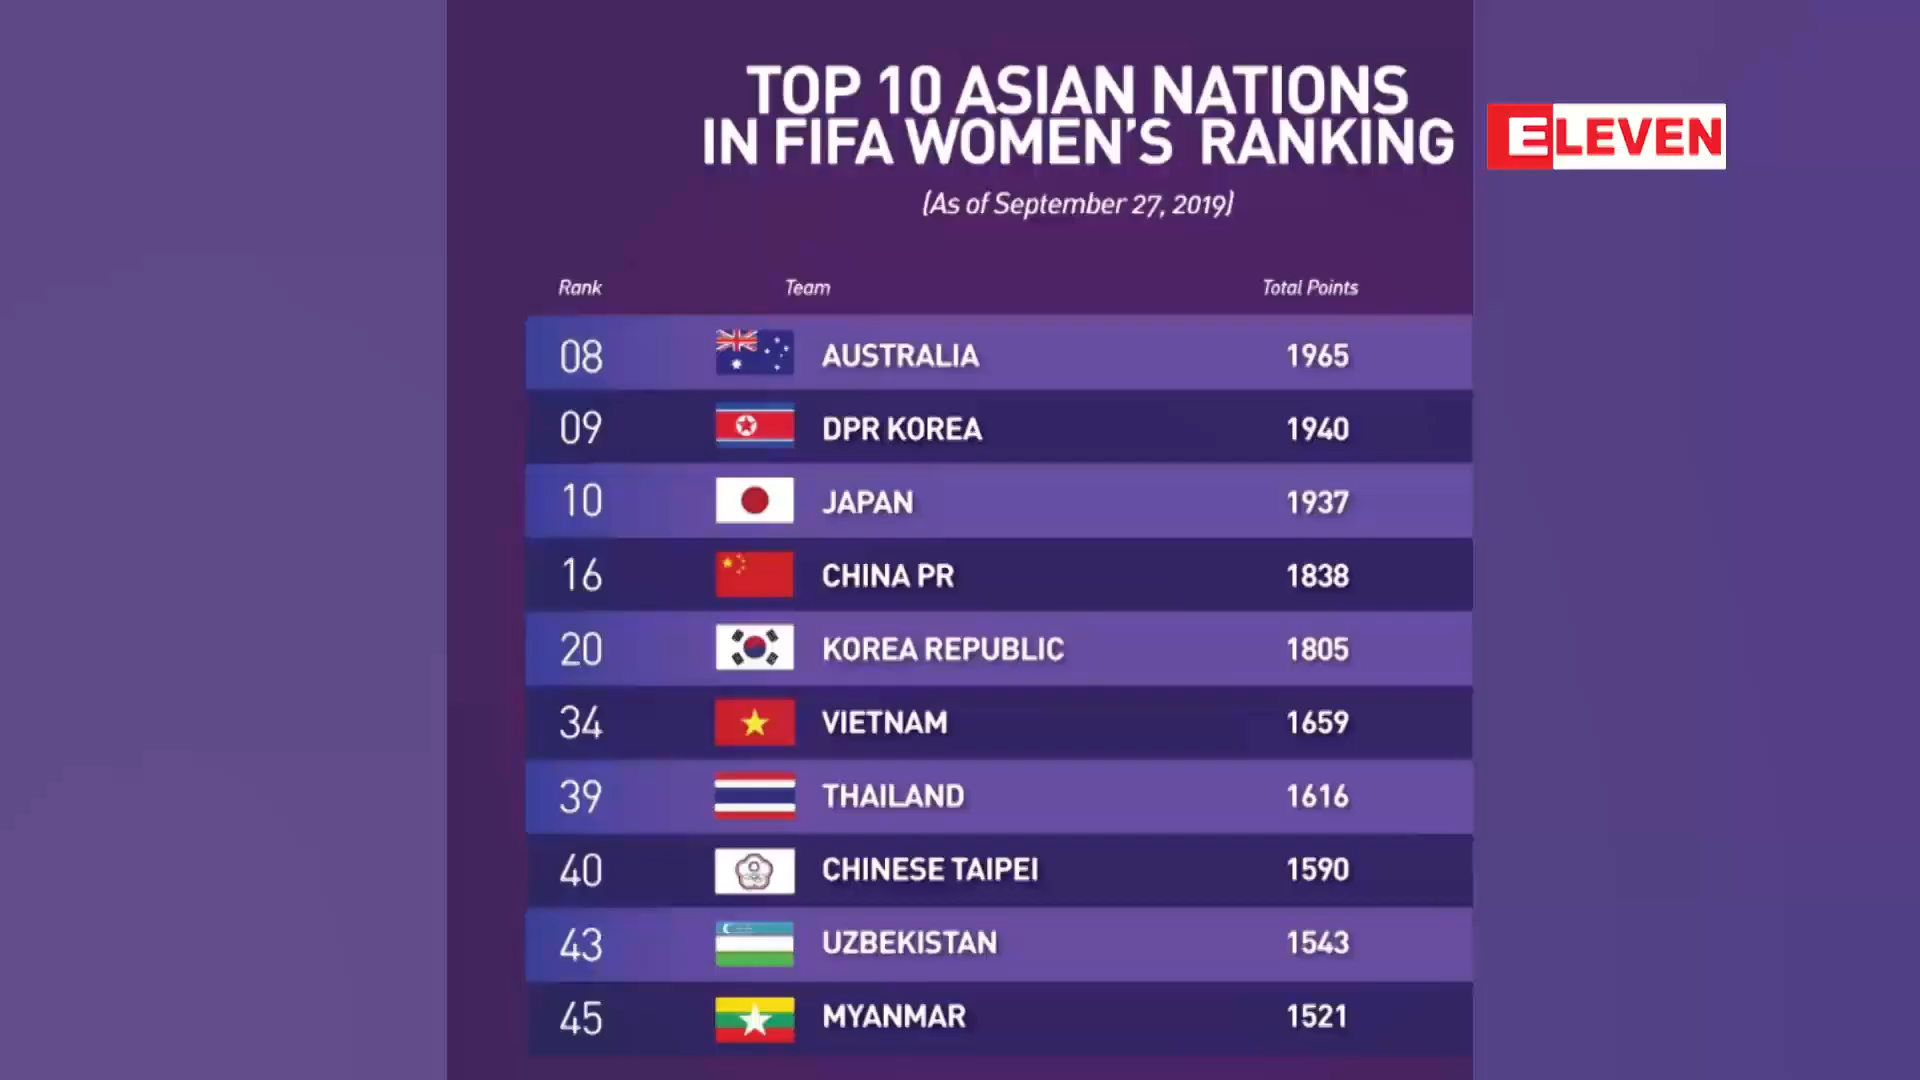 TOP 10 ASIAN NATIONS
IN FIFA WOMEN'S RANKING
(As of September 27, 2019)
ELEVEN
Rank Team Total Points
08 AUSTRALIA 1965
09 DPR KOREA 1940
10 JAPAN 1937
16 CHINA PR 1838
20 KOREA REPUBLIC 1805
34 VIETNAM 1659
39 THAILAND 1616
40 CHINESE TAIPEI 1590
43 UZBEKISTAN 1543
45 MYANMAR 1521